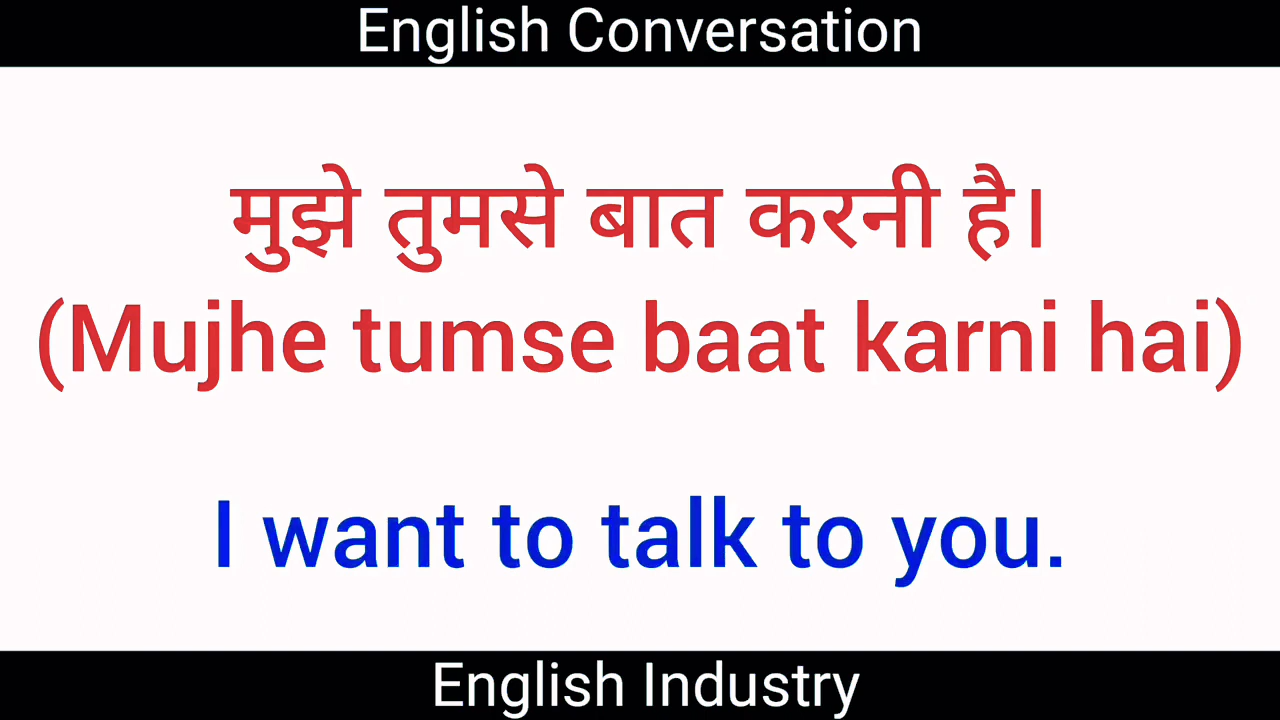 English Conversation
मुझे तुमसे बात करनी है।
(Mujhe tumse baat karni hai)
I want to talk to you.
English Industry